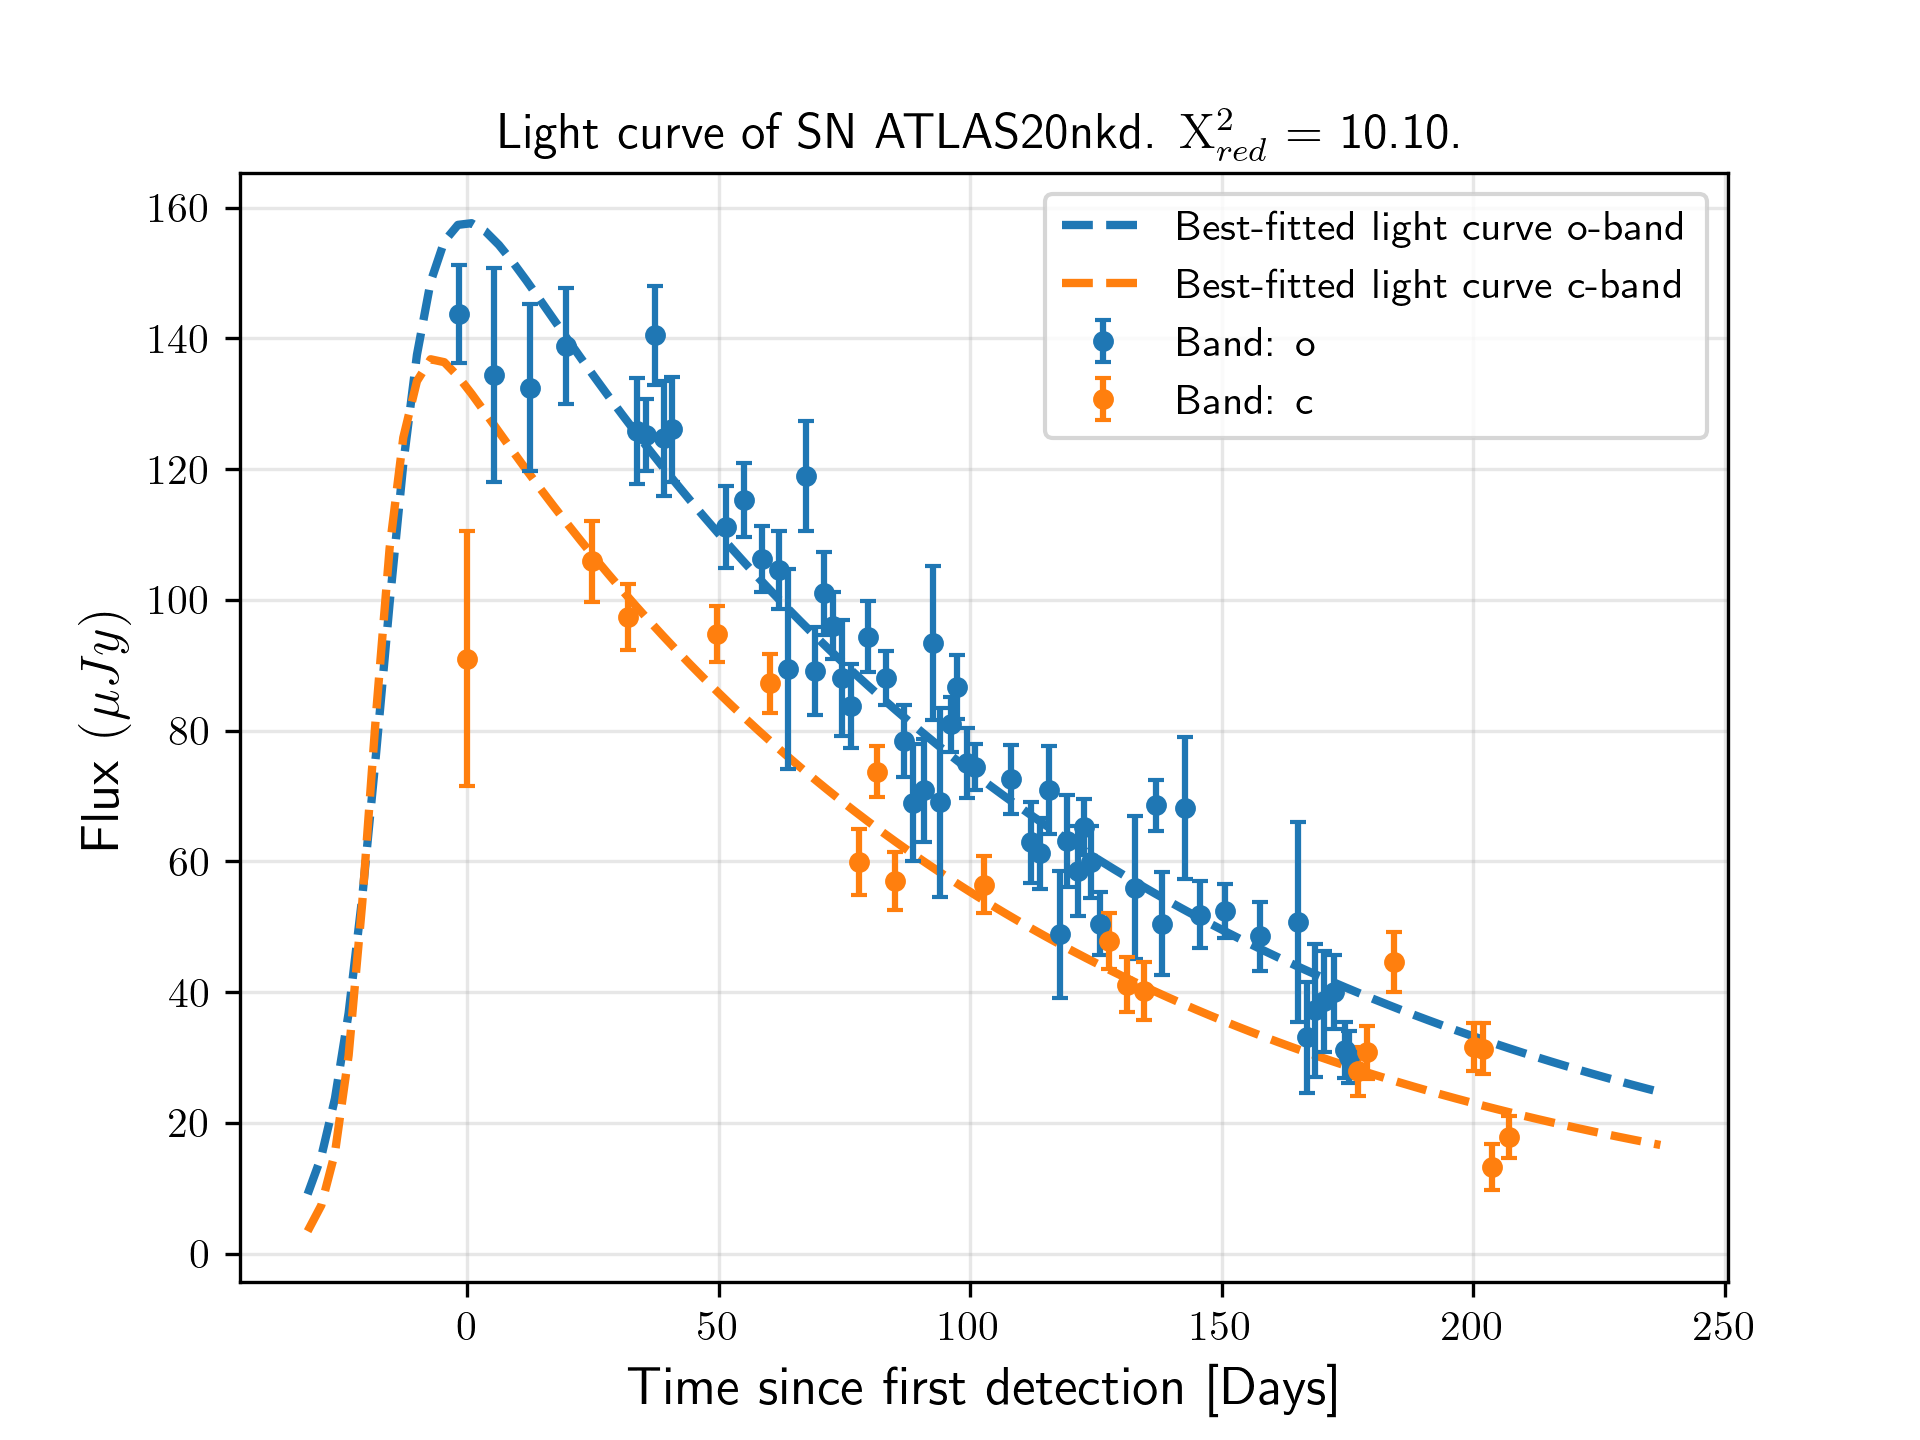 Light curve of SN ATLAS20nkd. Χ²red = 10.10.
Best-fitted light curve o-band
Best-fitted light curve c-band
Band: o
Band: c
Flux (μJy)
160
140
120
100
80
60
40
20
0
0 50 100 150 200 250
Time since first detection [Days]